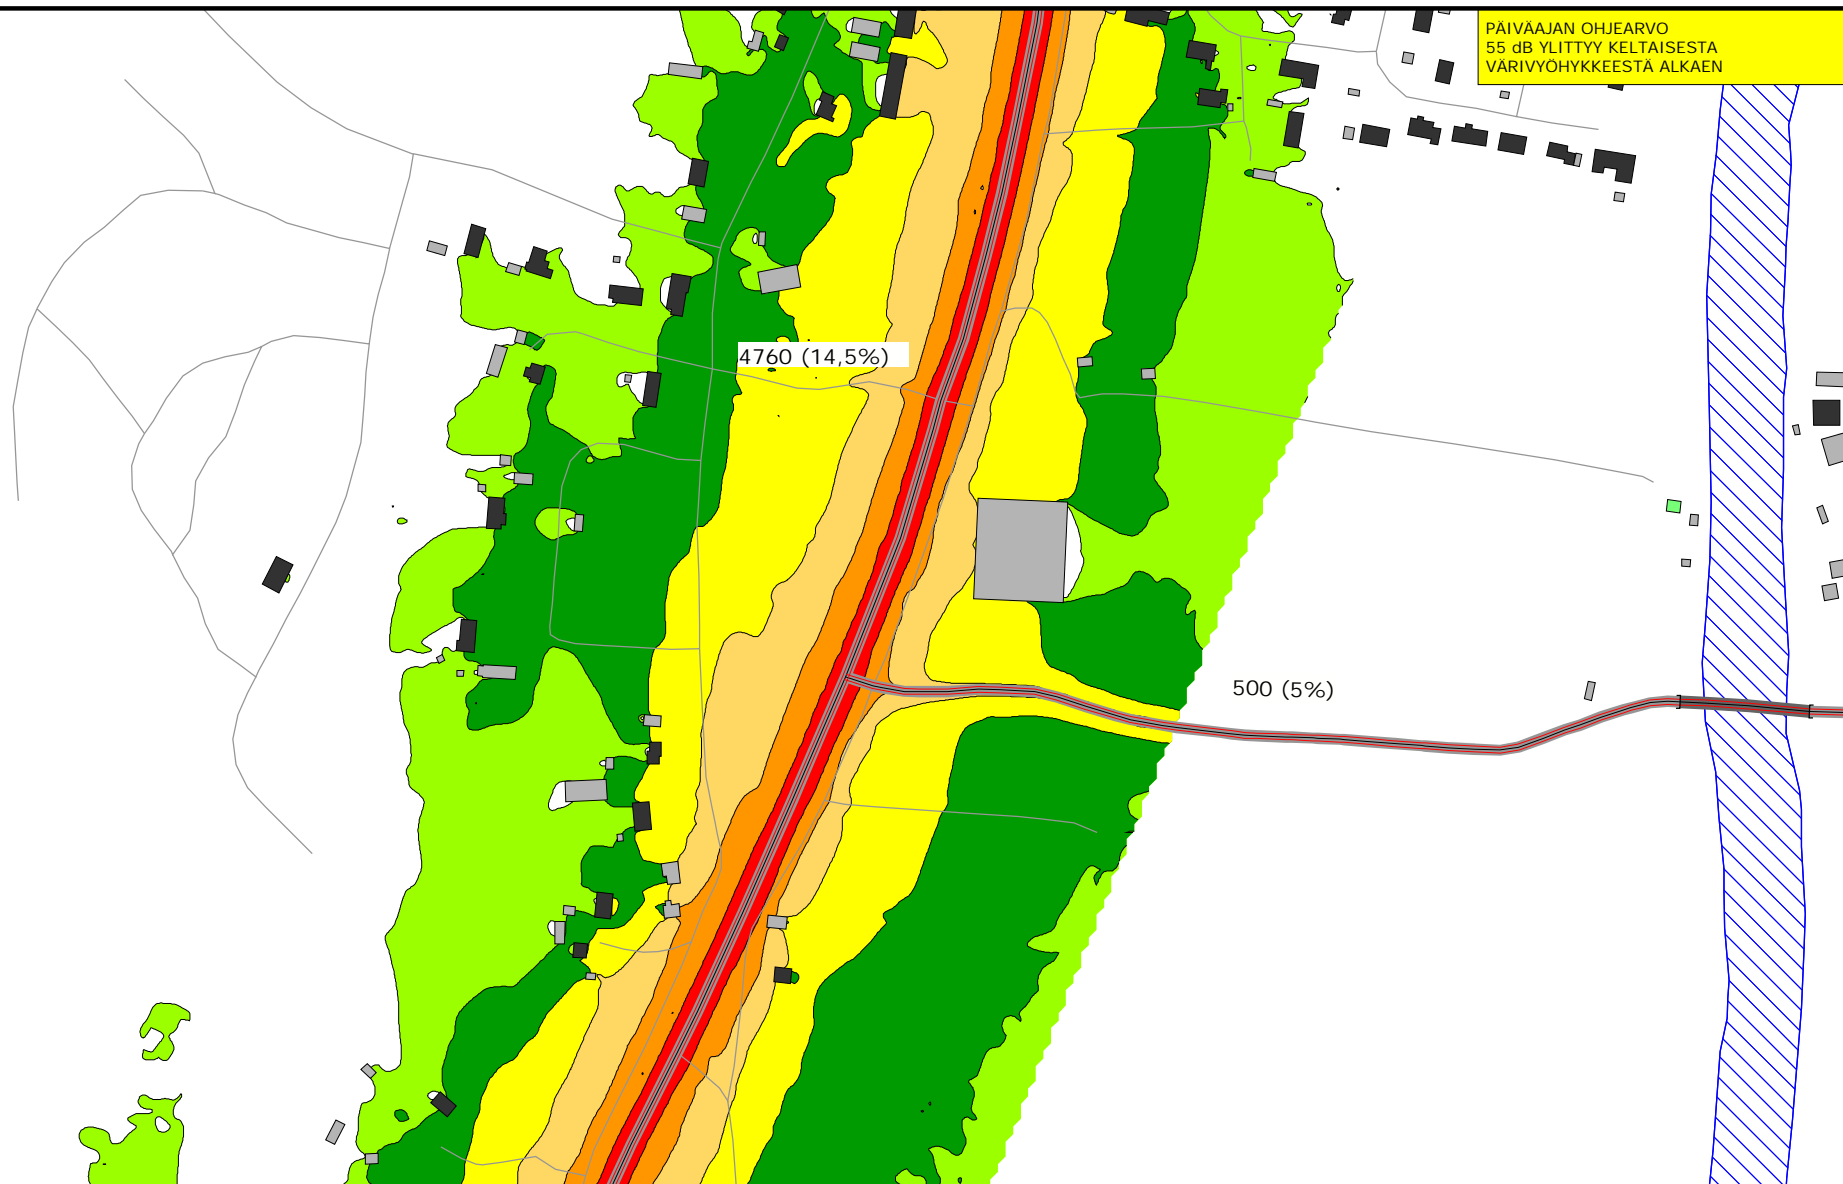 PÄIVÄAJAN OHJEARVO
55 dB YLITTYY KELTAISESTA
VÄRIVYÖHYKKEESTÄ ALKAEN
4760 (14,5%)
500 (5%)